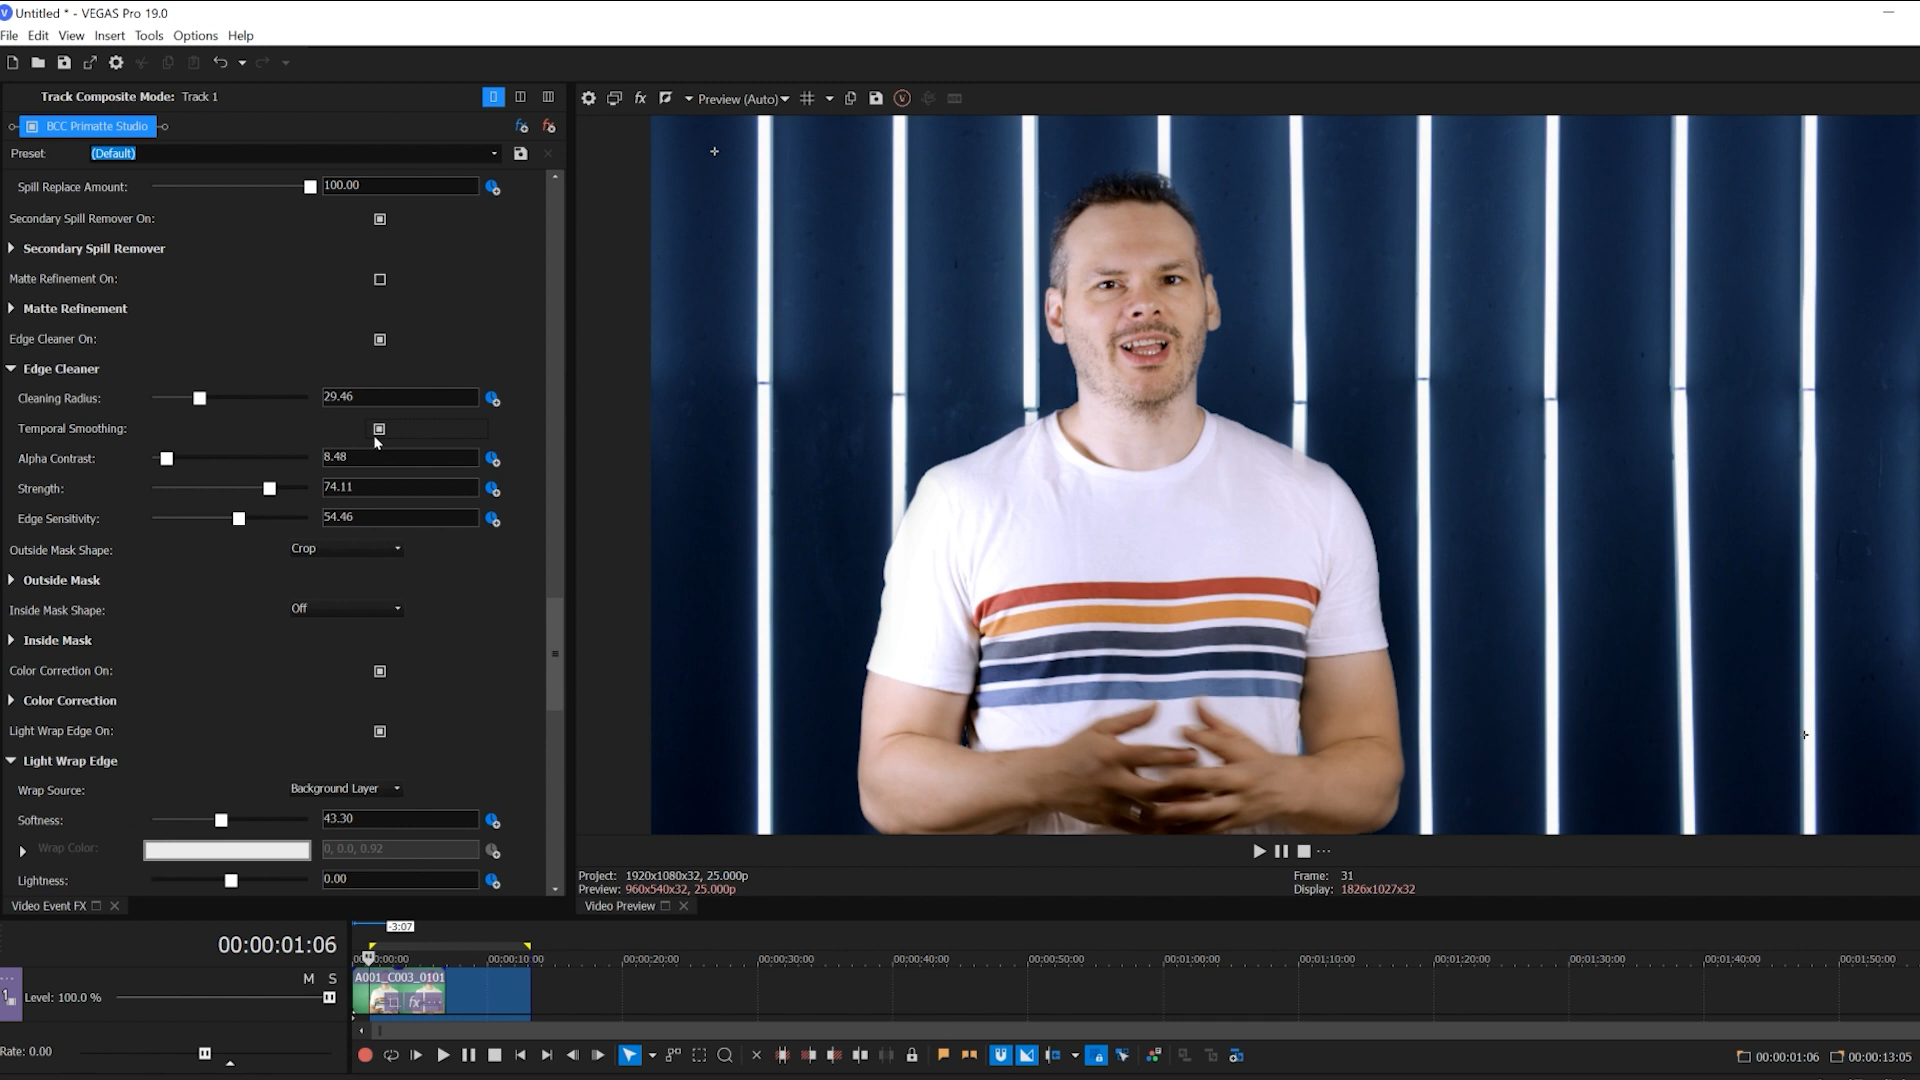 Untitled * - VEGAS Pro 19.0
File Edit View Insert Tools Options Help
Track Composite Mode: Track 1
BCC Primatte Studio
Preset: (Default)
Spill Replace Amount: 100.00
Secondary Spill Remover On:
Secondary Spill Remover
Matte Refinement On:
Matte Refinement
Edge Cleaner On:
Edge Cleaner
Cleaning Radius: 29.46
Temporal Smoothing:
Alpha Contrast: 8.48
Strength: 74.11
Edge Sensitivity: 54.46
Outside Mask Shape: Crop
Outside Mask
Inside Mask Shape: Off
Inside Mask
Color Correction On:
Color Correction
Light Wrap Edge On:
Light Wrap Edge
Wrap Source: Background Layer
Softness: 43.30
Wrap Color: 0, 0.0, 0.92
Lightness: 0.00
Video Event FX
fx Preview (Auto)
Project: 1920x1080x32, 25.000p
Preview: 960x540x32, 25.000p
Frame: 31
Display: 1826x1027x32
Video Preview
00:00:01:06
-3:07
00:00:10:00 00:00:20:00 00:00:30:00 00:00:40:00 00:00:50:00 00:01:00:00 00:01:10:00 00:01:20:00 00:01:30:00 00:01:40:00 00:01:50:00
M S
1
Level: 100.0 %
A001_C003_0101
fx
Rate: 0.00
00:00:01:06 00:00:13:05